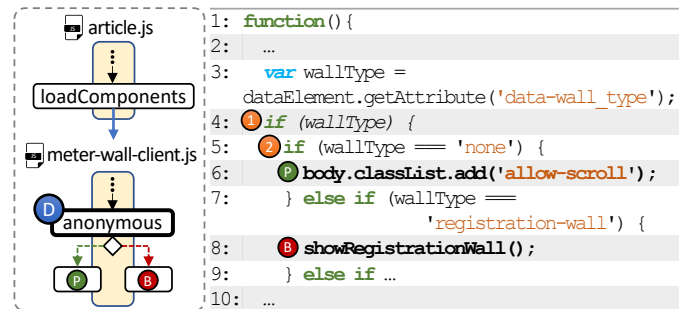 article.js
loadComponents
meter-wall-client.js
D
anonymous
P
B
1: function(){
2: …
3: var wallType =
dataElement.getAttribute('data-wall_type');
4: 1 if (wallType) {
5: 2 if (wallType === 'none') {
6: P body.classList.add('allow-scroll');
7: } else if (wallType ===
'registration-wall') {
8: B showRegistrationWall();
9: } else if …
10: …